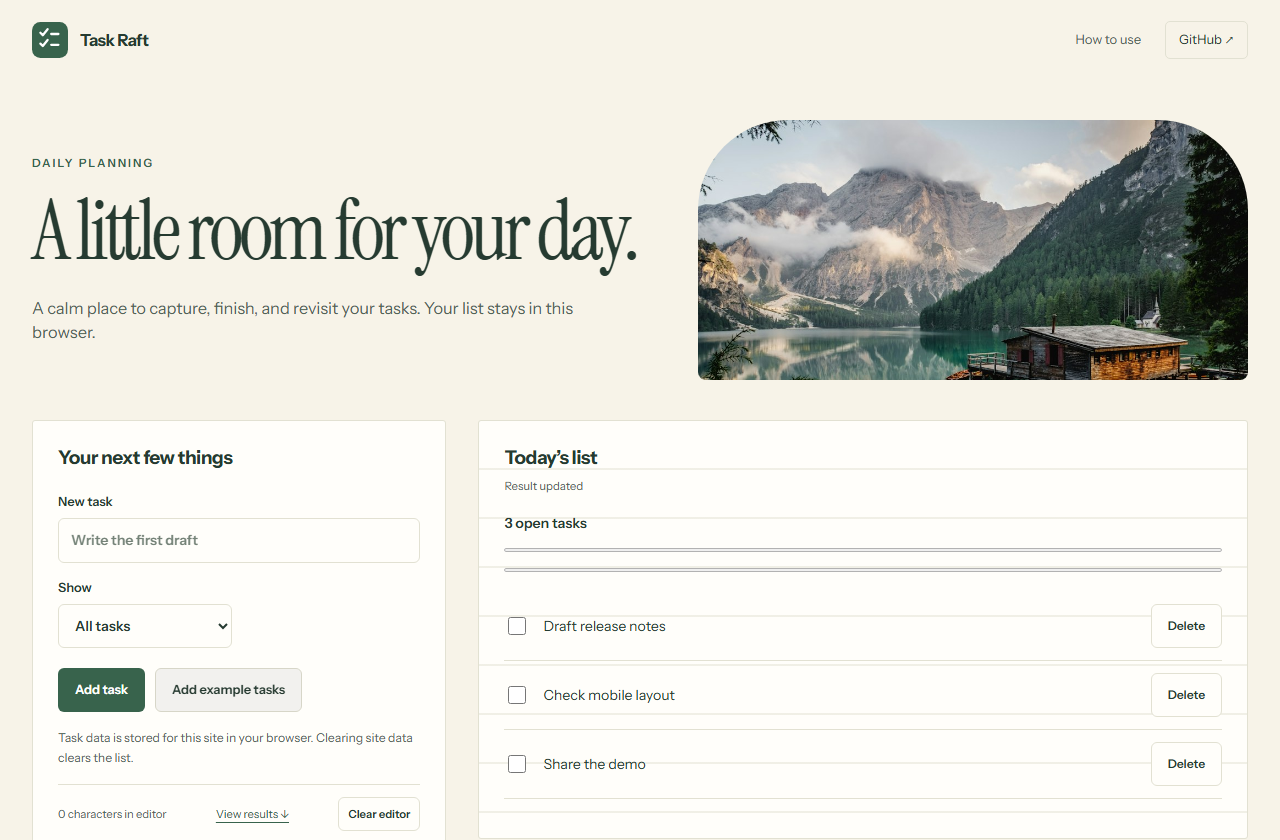 Task Raft
How to use
GitHub ↗
DAILY PLANNING
A little room for your day.
A calm place to capture, finish, and revisit your tasks. Your list stays in this
browser.
Your next few things
New task
Write the first draft
Show
All tasks
Add task
Add example tasks
Task data is stored for this site in your browser. Clearing site data
clears the list.
0 characters in editor
View results ↓
Clear editor
Today’s list
Result updated
3 open tasks
Draft release notes
Delete
Check mobile layout
Delete
Share the demo
Delete